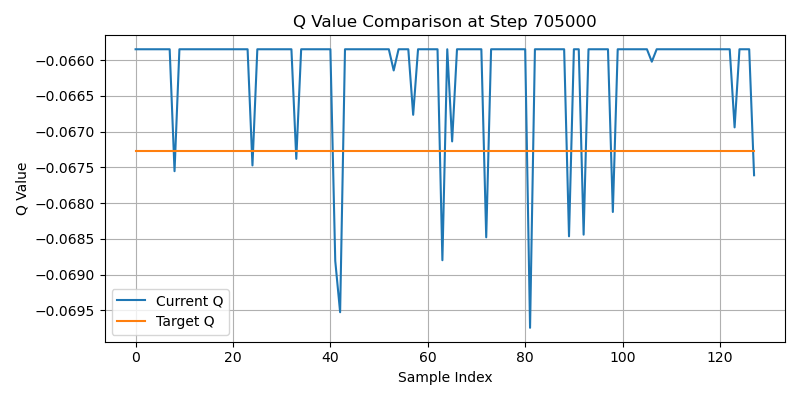 Q Value Comparison at Step 705000
Q Value
−0.0660
−0.0665
−0.0670
−0.0675
−0.0680
−0.0685
−0.0690
−0.0695
Current Q
Target Q
0 20 40 60 80 100 120
Sample Index